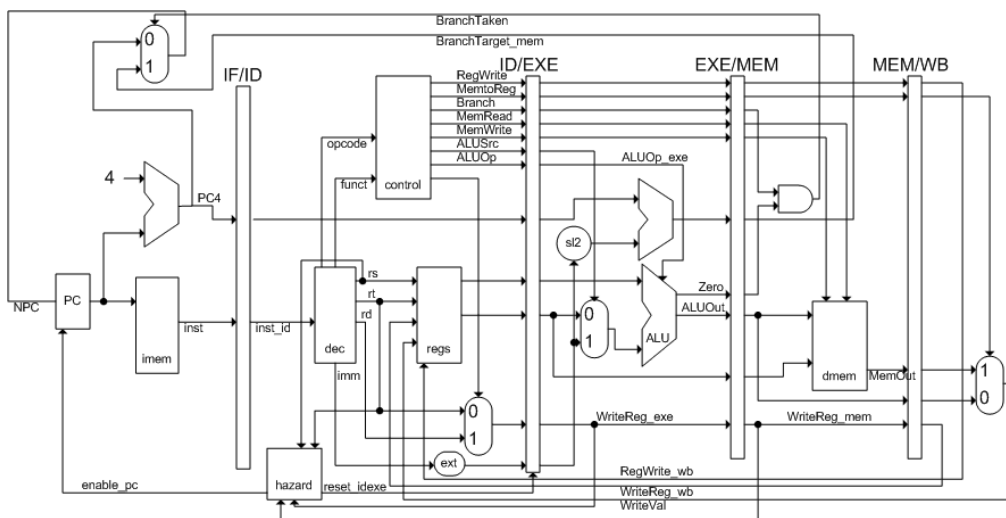 BranchTaken
BranchTarget_mem
0
1
IF/ID
ID/EXE
EXE/MEM
MEM/WB
RegWrite
MemtoReg
Branch
MemRead
MemWrite
ALUSrc
ALUOp
ALUOp_exe
opcode
funct
control
4
PC4
sl2
NPC
PC
imem
inst
inst_id
dec
rs
rt
rd
imm
regs
0
1
ALU
Zero
ALUOut
dmem
MemOut
1
0
0
1
ext
WriteReg_exe
WriteReg_mem
hazard
enable_pc
reset_idexe
RegWrite_wb
WriteReg_wb
WriteVal